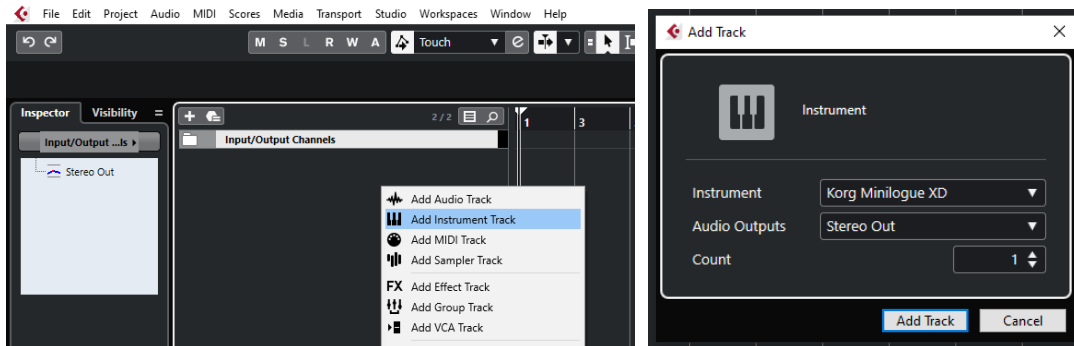 File Edit Project Audio MIDI Scores Media Transport Studio Workspaces Window Help
M S L R W A Touch
Inspector Visibility
2 / 2
1 3
Input/Output ...ls
Input/Output Channels
Stereo Out
Add Audio Track
Add Instrument Track
Add MIDI Track
Add Sampler Track
FX Add Effect Track
Add Group Track
Add VCA Track
Add Track
Instrument
Instrument Korg Minilogue XD
Audio Outputs Stereo Out
Count 1
Add Track Cancel